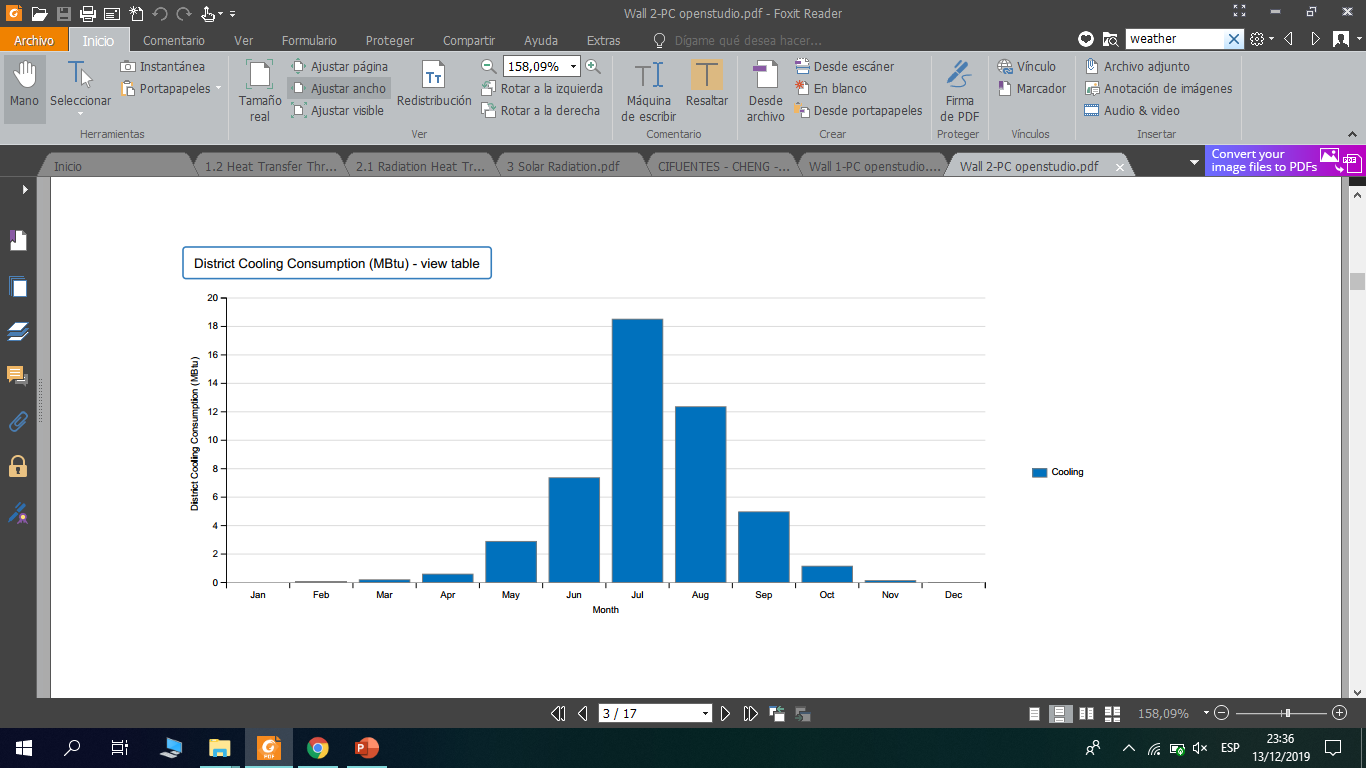 Wall 2-PC openstudio.pdf - Foxit Reader
Archivo Inicio Comentario Ver Formulario Proteger Compartir Ayuda Extras Dígame qué desea hacer... weather
Mano
Seleccionar
Instantánea
Portapapeles
Herramientas
Tamaño real
Ajustar página
Ajustar ancho
Ajustar visible
Redistribución
158,09%
Rotar a la izquierda
Rotar a la derecha
Ver
Máquina de escribir
Resaltar
Comentario
Desde archivo
Desde escáner
En blanco
Desde portapapeles
Crear
Firma de PDF
Proteger
Vínculo
Marcador
Vínculos
Archivo adjunto
Anotación de imágenes
Audio & video
Insertar
Inicio 1.2 Heat Transfer Thr... 2.1 Radiation Heat Tr... 3 Solar Radiation.pdf CIFUENTES - CHENG -... Wall 1-PC openstudio.... Wall 2-PC openstudio.pdf
Convert your
image files to PDFs
District Cooling Consumption (MBtu) - view table
District Cooling Consumption (MBtu)
20
18
16
14
12
10
8
6
4
2
0
Jan Feb Mar Apr May Jun Jul Aug Sep Oct Nov Dec
Month
Cooling
3 / 17
158,09%
ESP
23:36
13/12/2019